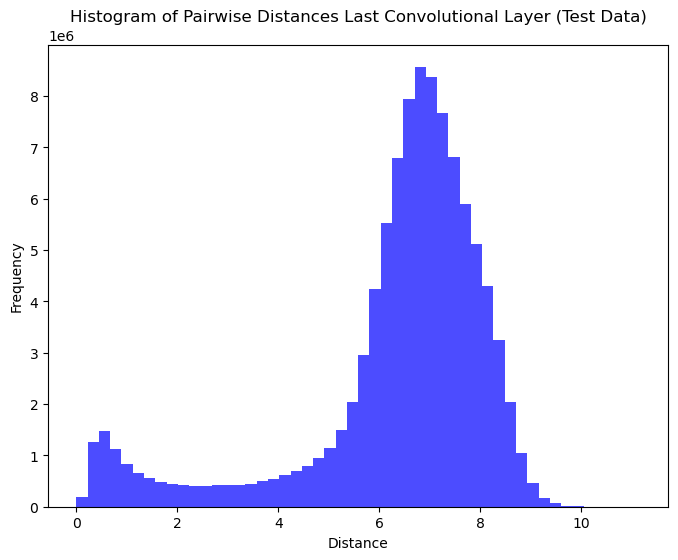 Histogram of Pairwise Distances Last Convolutional Layer (Test Data)
1e6
8
7
6
5
4
3
2
1
0
Frequency
0 2 4 6 8 10
Distance